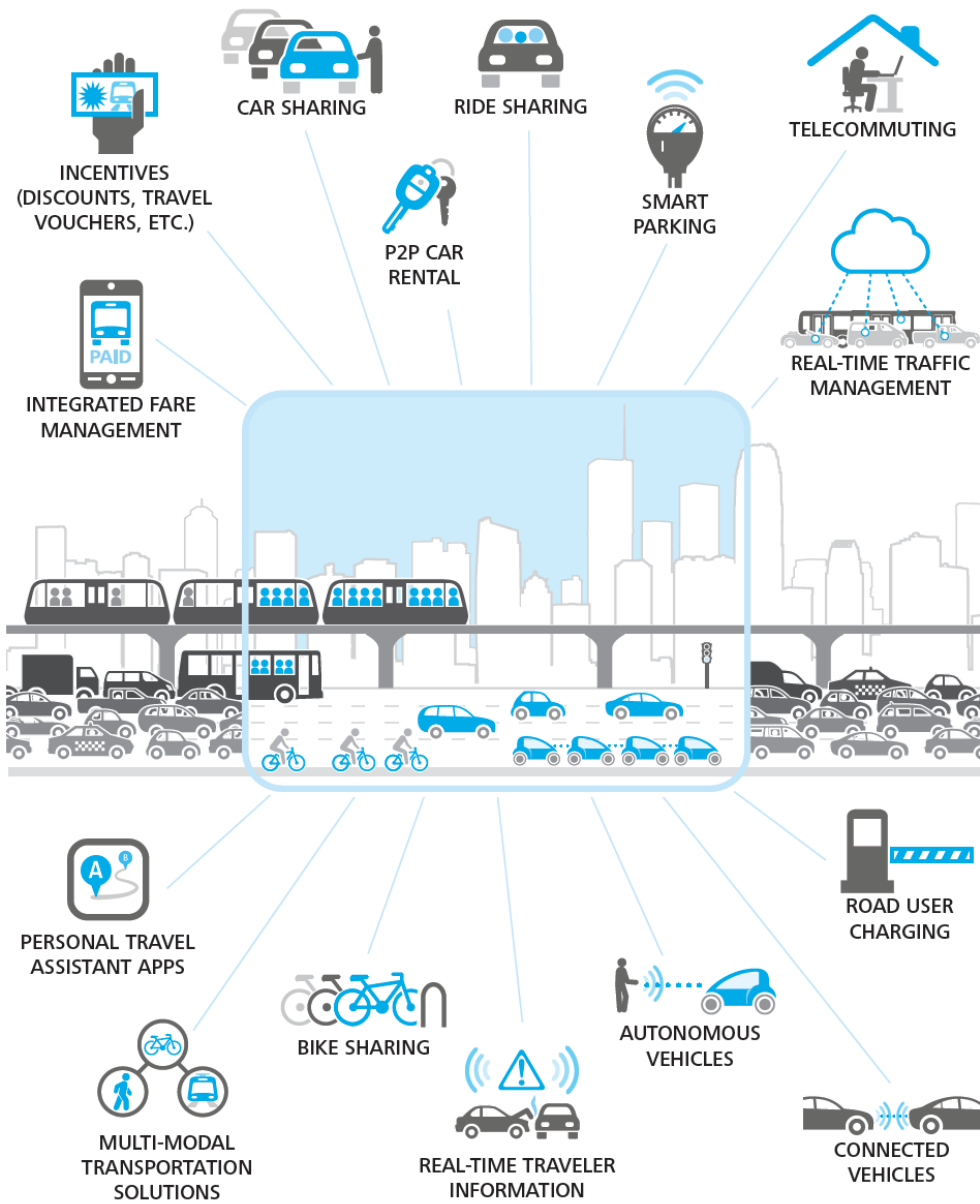 CAR SHARING
RIDE SHARING
TELECOMMUTING
INCENTIVES
(DISCOUNTS, TRAVEL
VOUCHERS, ETC.)
P2P CAR
RENTAL
SMART
PARKING
PAID
INTEGRATED FARE
MANAGEMENT
REAL-TIME TRAFFIC
MANAGEMENT
A
B
PERSONAL TRAVEL
ASSISTANT APPS
ROAD USER
CHARGING
BIKE SHARING
AUTONOMOUS
VEHICLES
MULTI-MODAL
TRANSPORTATION
SOLUTIONS
REAL-TIME TRAVELER
INFORMATION
CONNECTED
VEHICLES